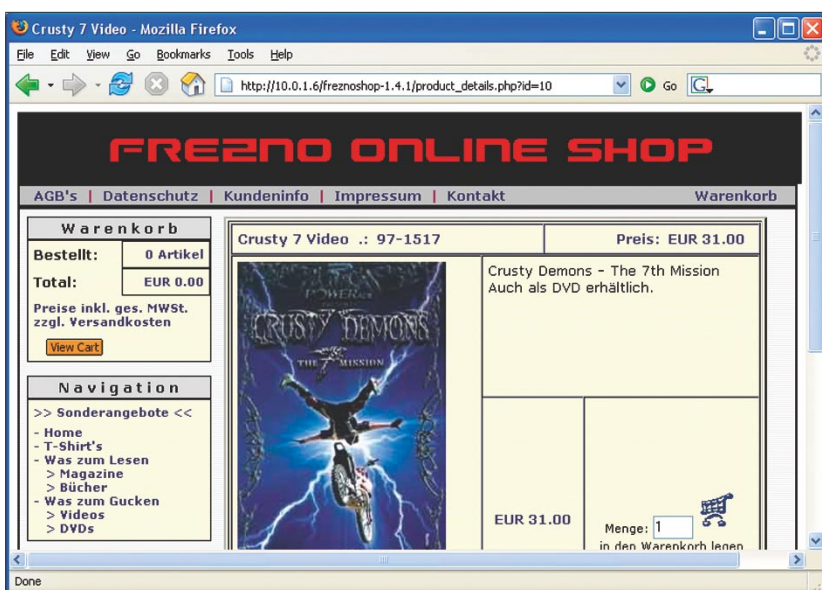 Crusty 7 Video - Mozilla Firefox
File Edit View Go Bookmarks Tools Help
http://10.0.1.6/freznoshop-1.4.1/product_details.php?id=10
Go
G
FREZNO ONLINE SHOP
AGB's | Datenschutz | Kundeninfo | Impressum | Kontakt Warenkorb
Warenkorb
Bestellt: 0 Artikel
Total: EUR 0.00
Preise inkl. ges. MWSt.
zzgl. Versandkosten
View Cart
Navigation
>> Sonderangebote <<
- Home
- T-Shirt's
- Was zum Lesen
> Magazine
> Bücher
- Was zum Gucken
> Videos
> DVDs
Crusty 7 Video .: 97-1517
Preis: EUR 31.00
CRUSTY DEMONS
THE 7 MISSION
Crusty Demons - The 7th Mission
Auch als DVD erhältlich.
EUR 31.00
Menge: 1
in den Warenkorb legen
Done